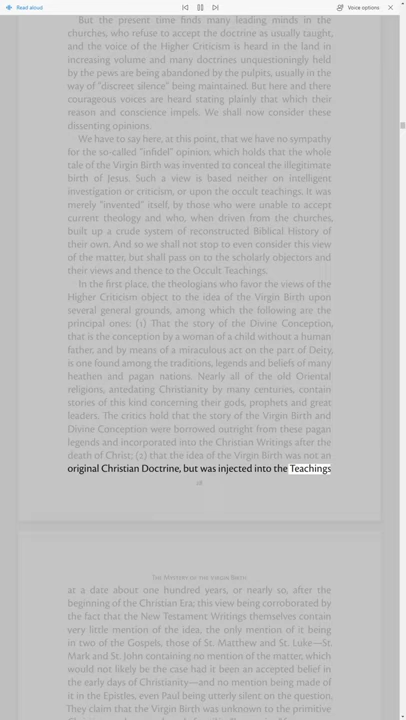 Read aloud
Voice options
But the present time finds many leading minds in the
churches, who refuse to accept the doctrine as usually taught,
and the voice of the Higher Criticism is heard in the land in
increasing volume and many doctrines unquestioningly held
by the pews are being abandoned by the pulpits, usually in the
way of "discreet silence" being maintained. But here and there
courageous voices are heard stating plainly that which their
reason and conscience impels. We shall now consider these
dissenting opinions.
We have to say here, at this point, that we have no sympathy
for the so-called "infidel" opinion, which holds that the whole
tale of the Virgin Birth was invented to conceal the illegitimate
birth of Jesus. Such a view is based neither on intelligent
investigation or criticism, or upon the occult teachings. It was
merely "invented" itself, by those who were unable to accept
current theology and who, when driven from the churches,
built up a crude system of reconstructed Biblical History of
their own. And so we shall not stop to even consider this view
of the matter, but shall pass on to the scholarly objectors and
their views and thence to the Occult Teachings.
In the first place, the theologians who favor the views of the
Higher Criticism object to the idea of the Virgin Birth upon
several general grounds, among which the following are the
principal ones: (1) That the story of the Divine Conception,
that is the conception by a woman of a child without a human
father, and by means of a miraculous act on the part of Deity,
is one found among the traditions, legends and beliefs of many
heathen and pagan nations. Nearly all of the old Oriental
religions, antedating Christianity by many centuries, contain
stories of this kind concerning their gods, prophets and great
leaders. The critics hold that the story of the Virgin Birth and
Divine Conception were borrowed outright from these pagan
legends and incorporated into the Christian Writings after the
death of Christ; (2) that the idea of the Virgin Birth was not an
original Christian Doctrine, but was injected into the Teachings
28
The Mystery of the Virgin Birth
at a date about one hundred years, or nearly so, after the
beginning of the Christian Era; this view being corroborated by
the fact that the New Testament Writings themselves contain
very little mention of the idea, the only mention of it being
in two of the Gospels, those of St. Matthew and St. Luke—St.
Mark and St. John containing no mention of the matter, which
would not likely be the case had it been an accepted belief in
the early days of Christianity—and no mention being made of
it in the Epistles, even Paul being utterly silent on the question.
They claim that the Virgin Birth was unknown to the primitive